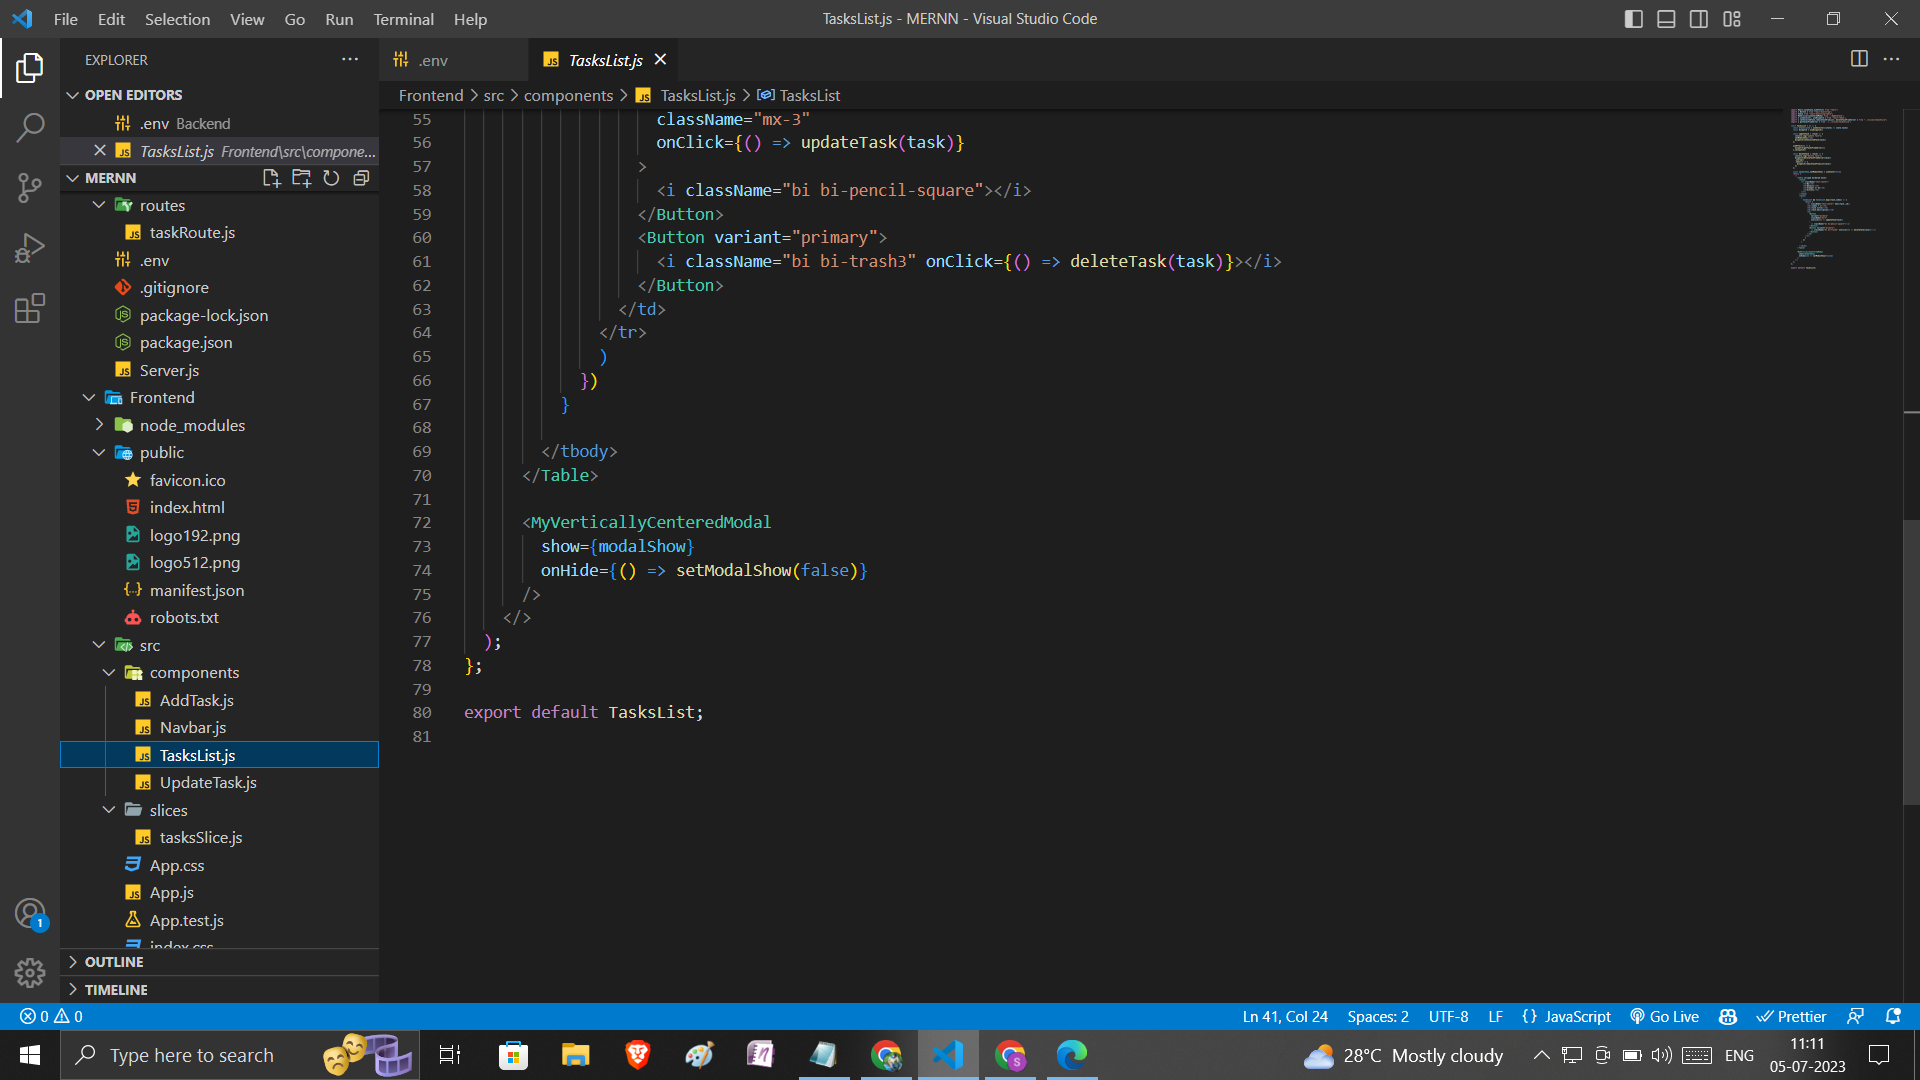 File Edit Selection View Go Run Terminal Help
TasksList.js - MERNN - Visual Studio Code
EXPLORER
OPEN EDITORS
.env Backend
TasksList.js Frontend\src\compone...
MERNN
routes
taskRoute.js
.env
.gitignore
package-lock.json
package.json
Server.js
Frontend
node_modules
public
favicon.ico
index.html
logo192.png
logo512.png
manifest.json
robots.txt
src
components
AddTask.js
Navbar.js
TasksList.js
UpdateTask.js
slices
tasksSlice.js
App.css
App.js
App.test.js
index.css
OUTLINE
TIMELINE
.env
TasksList.js
Frontend > src > components > TasksList.js > TasksList
55 className="mx-3"
56 onClick={() => updateTask(task)}
57 >
58 <i className="bi bi-pencil-square"></i>
59 </Button>
60 <Button variant="primary">
61 <i className="bi bi-trash3" onClick={() => deleteTask(task)}></i>
62 </Button>
63 </td>
64 </tr>
65 )
66 })
67 }
68
69 </tbody>
70 </Table>
71
72 <MyVerticallyCenteredModal
73 show={modalShow}
74 onHide={() => setModalShow(false)}
75 />
76 </>
77 );
78 };
79
80 export default TasksList;
81
1
0 0
Ln 41, Col 24 Spaces: 2 UTF-8 LF {} JavaScript Go Live Prettier
Type here to search
28°C Mostly cloudy
ENG
11:11
05-07-2023